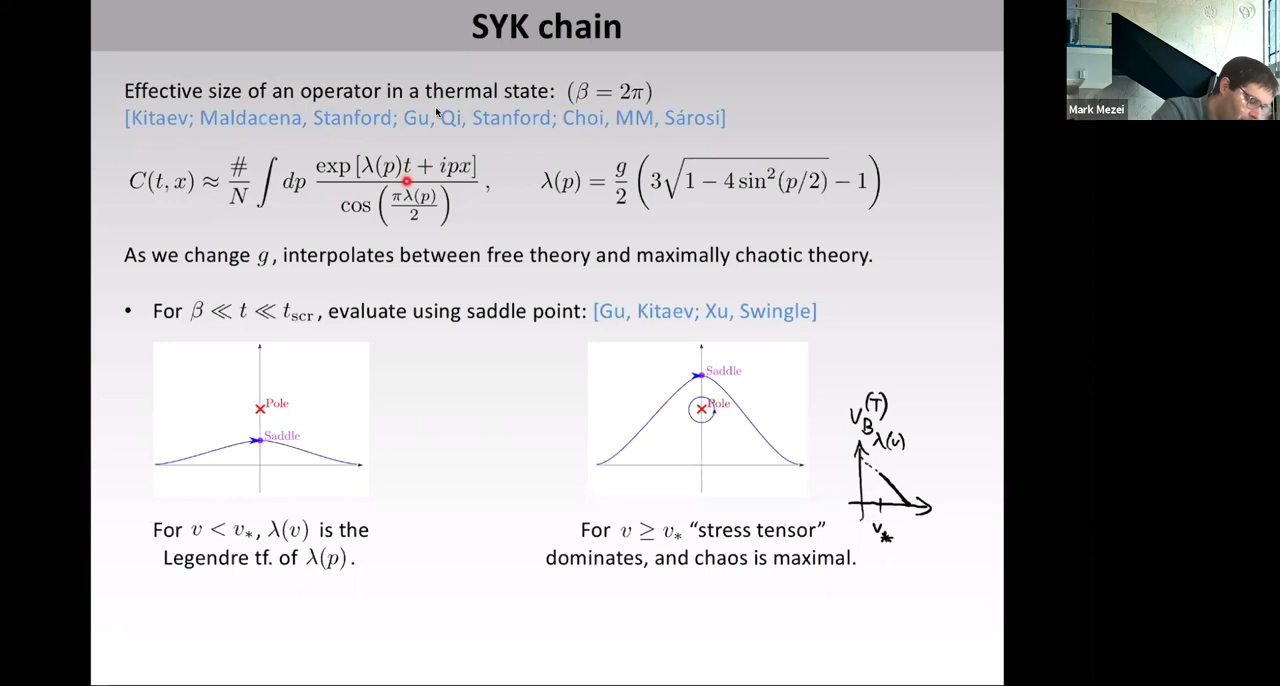 SYK chain
Effective size of an operator in a thermal state: (β = 2π)
[Kitaev; Maldacena, Stanford; Gu, Qi, Stanford; Choi, MM, Sárosi]
C(t, x) ≈ #/N ∫ dp exp [λ(p)t + ipx] / cos (πλ(p)/2) , λ(p) = g/2 (3√(1 − 4 sin²(p/2)) − 1)
As we change g, interpolates between free theory and maximally chaotic theory.
• For β ≪ t ≪ t_scr, evaluate using saddle point: [Gu, Kitaev; Xu, Swingle]
Pole
Saddle
Saddle
Pole
v_B^(T)
λ(v)
v_*
For v < v_*, λ(v) is the
Legendre tf. of λ(p).
For v ≥ v_* “stress tensor”
dominates, and chaos is maximal.
Mark Mezei